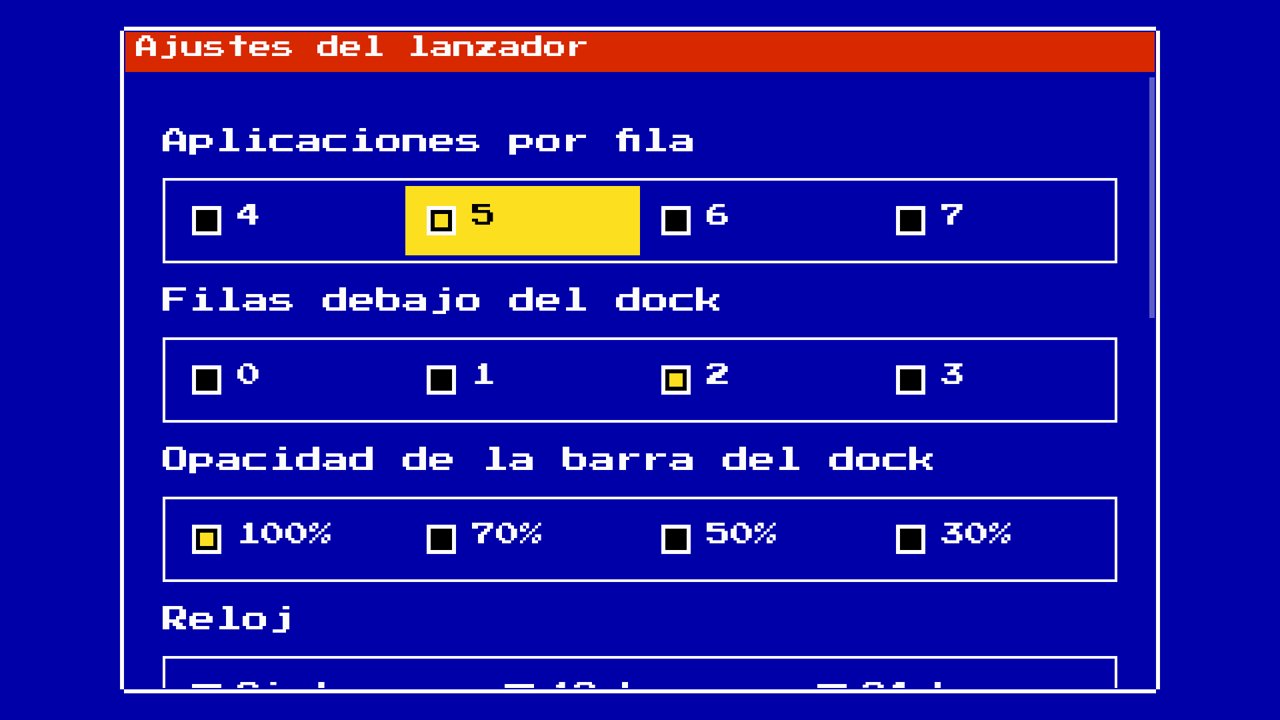 Ajustes del lanzador
Aplicaciones por fila
4 5 6 7
Filas debajo del dock
0 1 2 3
Opacidad de la barra del dock
100% 70% 50% 30%
Reloj